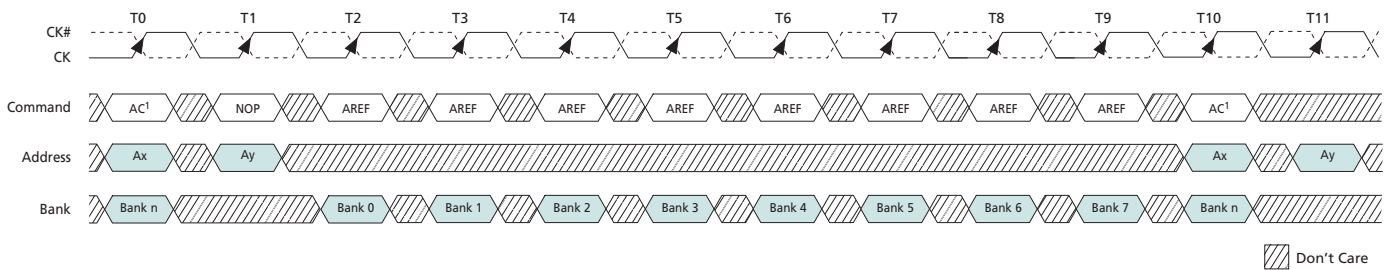 T0 T1 T2 T3 T4 T5 T6 T7 T8 T9 T10 T11
CK#
CK
Command AC¹ NOP AREF AREF AREF AREF AREF AREF AREF AREF AC¹
Address Ax Ay Ax Ay
Bank Bank n Bank 0 Bank 1 Bank 2 Bank 3 Bank 4 Bank 5 Bank 6 Bank 7 Bank n
Don't Care